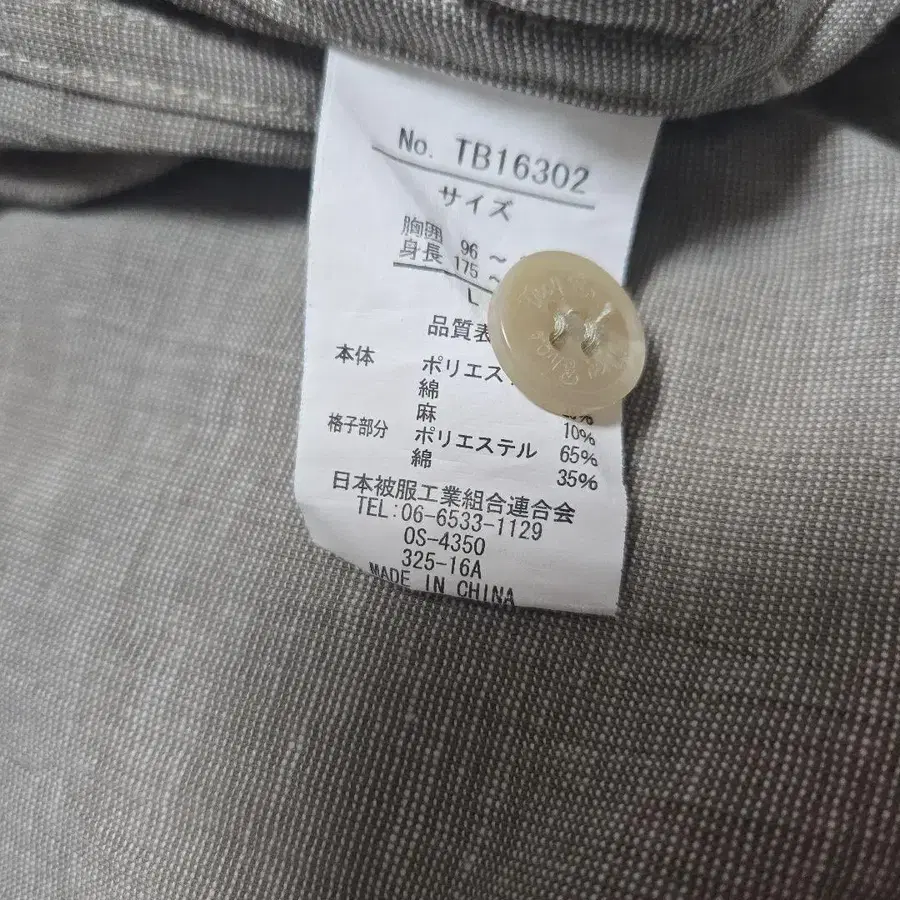 No. TB16302
サイズ
胸囲 96 ～
身長 175 ～
L
品質表
本体 ポリエス
綿
麻 10%
格子部分 ポリエステル 65%
綿 35%
日本被服工業組合連合会
TEL:06-6533-1129
OS-4350
325-16A
MADE IN CHINA